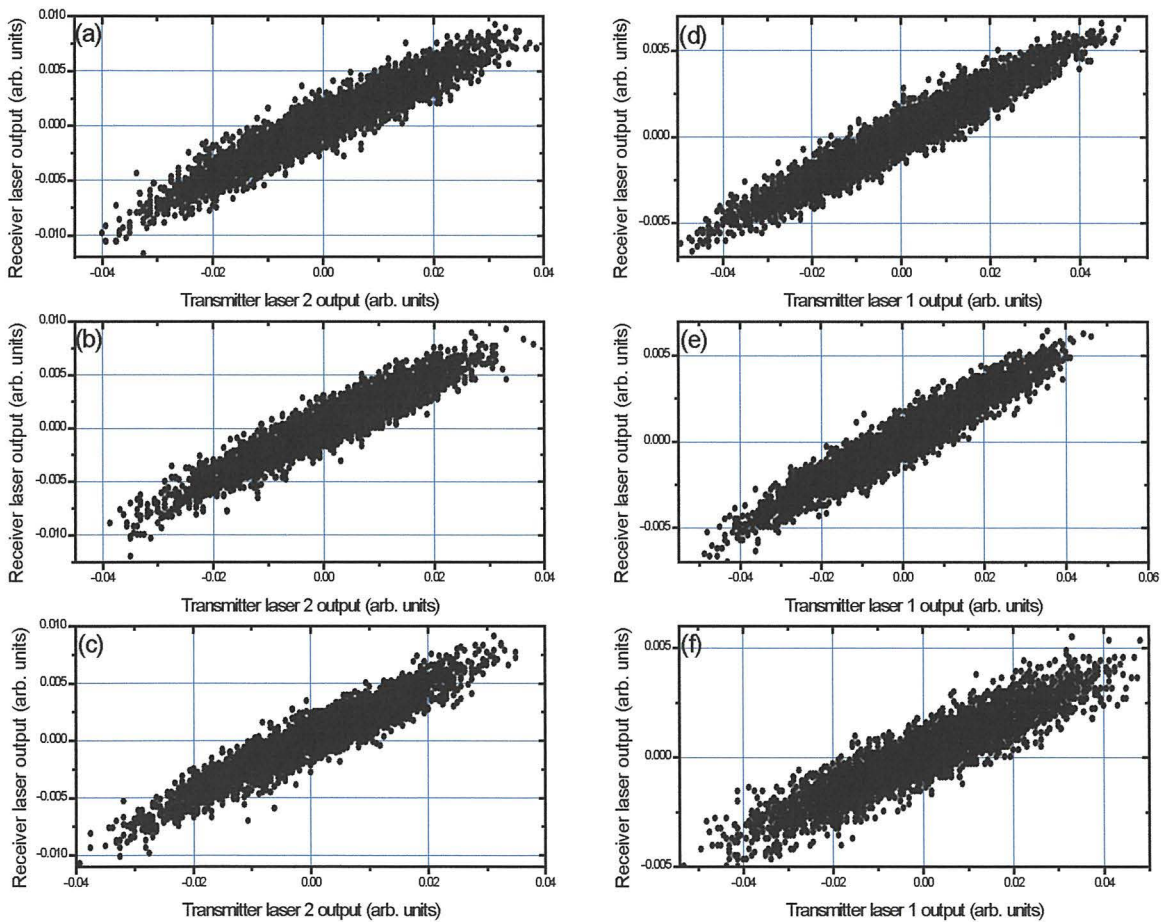 (a)
Receiver laser output (arb. units)
0.010
0.005
0.000
-0.005
-0.010
-0.04 -0.02 0.00 0.02 0.04
Transmitter laser 2 output (arb. units)
(d)
Receiver laser output (arb. units)
0.005
0.000
-0.005
-0.04 -0.02 0.00 0.02 0.04
Transmitter laser 1 output (arb. units)
(b)
Receiver laser output (arb. units)
0.010
0.005
0.000
-0.005
-0.010
-0.04 -0.02 0.00 0.02 0.04
Transmitter laser 2 output (arb. units)
(e)
Receiver laser output (arb. units)
0.005
0.000
-0.005
-0.04 -0.02 0.00 0.02 0.04 0.06
Transmitter laser 1 output (arb. units)
(c)
Receiver laser output (arb. units)
0.010
0.005
0.000
-0.005
-0.010
-0.04 -0.02 0.00 0.02 0.04
Transmitter laser 2 output (arb. units)
(f)
Receiver laser output (arb. units)
0.005
0.000
-0.005
-0.04 -0.02 0.00 0.02 0.04
Transmitter laser 1 output (arb. units)